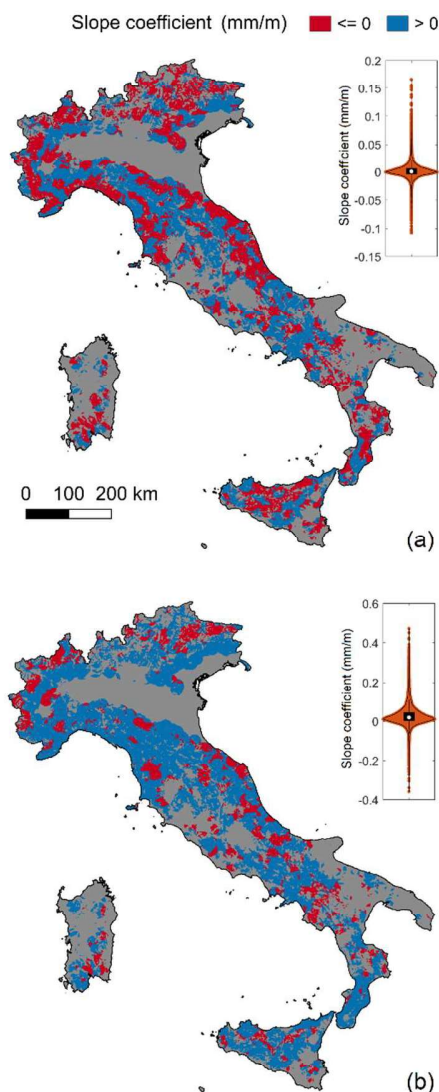 Slope coefficient (mm/m) <= 0 > 0
Slope coeffcient (mm/m)
0.2
0.15
0.1
0.05
0
-0.05
-0.1
-0.15
0 100 200 km
(a)
Slope coefficient (mm/m)
0.6
0.4
0.2
0
-0.2
-0.4
(b)